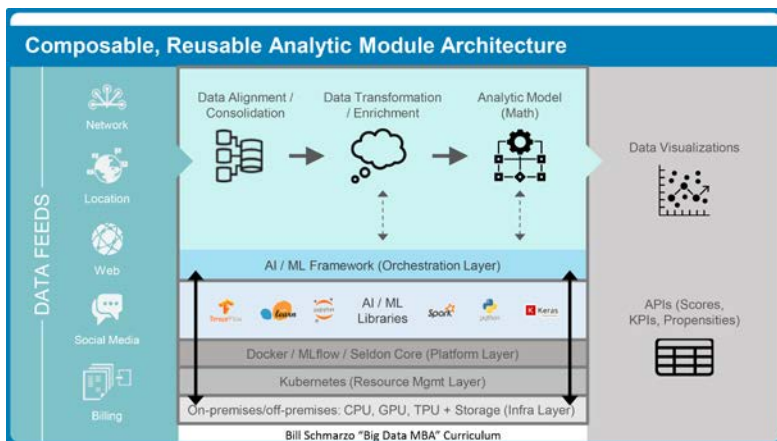 Composable, Reusable Analytic Module Architecture
DATA FEEDS
Network
Location
Web
Social Media
Billing
Data Alignment /
Consolidation
Data Transformation
/ Enrichment
Analytic Model
(Math)
AI / ML Framework (Orchestration Layer)
TensorFlow
learn
jupyter
AI / ML
Libraries
Spark
python
Keras
Docker / MLflow / Seldon Core (Platform Layer)
Kubernetes (Resource Mgmt Layer)
On-premises/off-premises: CPU, GPU, TPU + Storage (Infra Layer)
Data Visualizations
APIs (Scores,
KPIs, Propensities)
Bill Schmarzo “Big Data MBA” Curriculum